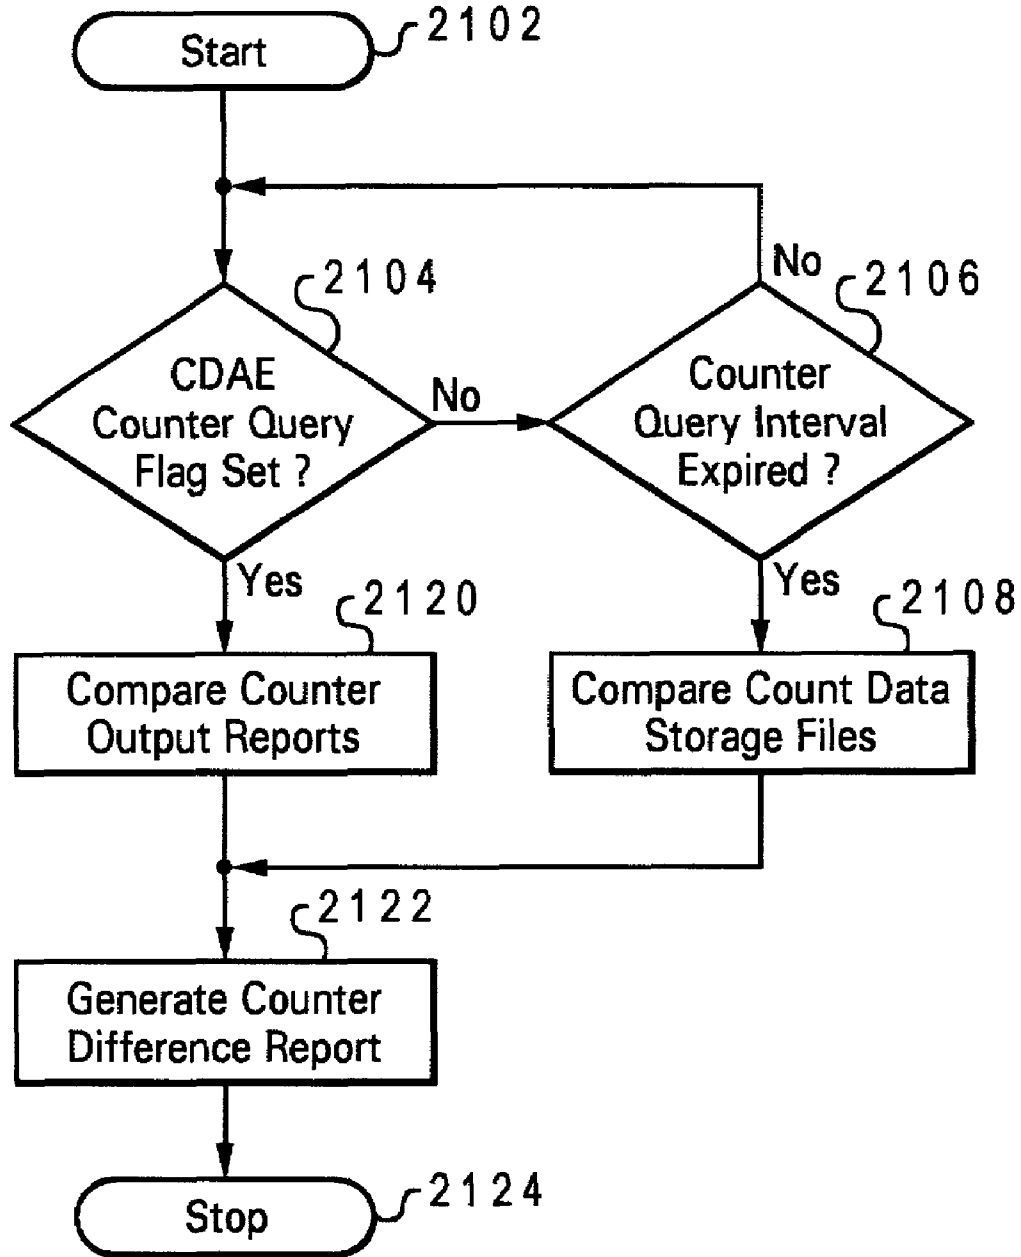 Start
2102
No
2104
2106
CDAE
Counter Query
Flag Set ?
No
Counter
Query Interval
Expired ?
Yes
Yes
2120
2108
Compare Counter
Output Reports
Compare Count Data
Storage Files
2122
Generate Counter
Difference Report
Stop
2124